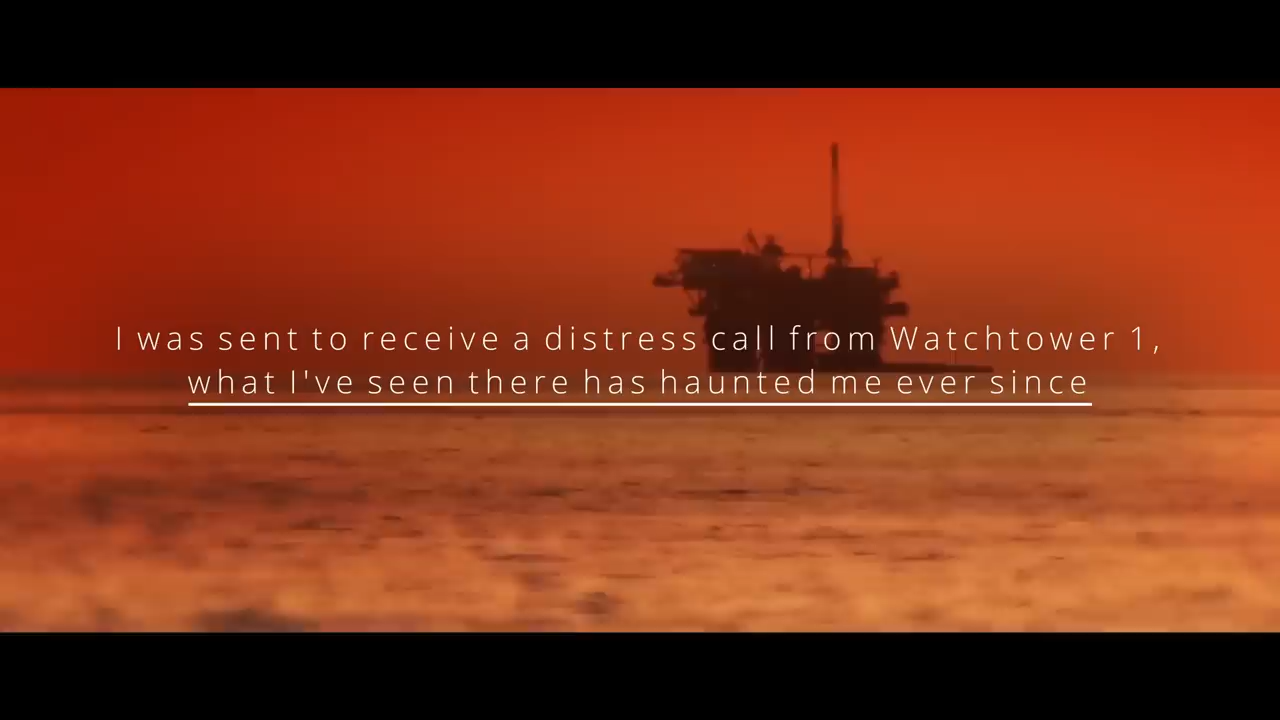 I was sent to receive a distress call from Watchtower 1,
what I've seen there has haunted me ever since